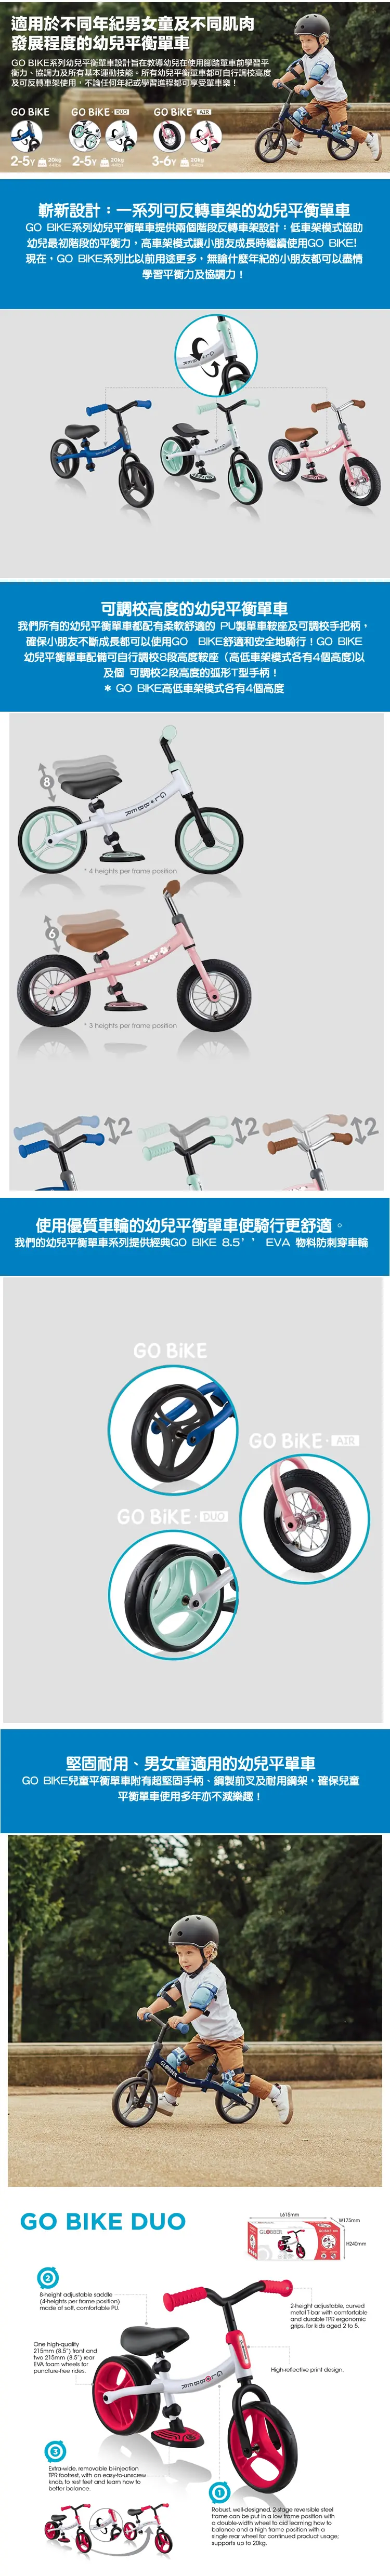 適用於不同年紀男女童及不同肌肉
發展程度的幼兒平衡單車
GO BIKE系列幼兒平衡單車設計旨在教導幼兒在使用腳踏單車前學習平
衡力、協調力及所有基本運動技能。所有幼兒平衡單車都可自行調校高度
及可反轉車架使用，不論任何年紀或學習進程都可享受單車樂！
GO BIKE
GO BIKE · DUO
GO BIKE · AIR
2-5Y 20kg
2-5Y 20kg
3-6Y 20kg
嶄新設計：一系列可反轉車架的幼兒平衡單車
GO BIKE系列幼兒平衡單車提供兩個階段反轉車架設計：低車架模式協助
幼兒最初階段的平衡力，高車架模式讓小朋友成長時繼續使用GO BIKE!
現在，GO BIKE系列比以前用途更多，無論什麼年紀的小朋友都可以盡情
學習平衡力及協調力！
可調校高度的幼兒平衡單車
我們所有的幼兒平衡單車都配有柔軟舒適的 PU製單車鞍座及可調校手把柄，
確保小朋友不斷成長都可以使用GO BIKE舒適和安全地騎行！GO BIKE
幼兒平衡單車配備可自行調校8段高度鞍座（高低車架模式各有4個高度)以
及個 可調校2段高度的弧形T型手柄！
＊ GO BIKE高低車架模式各有4個高度
8
GLOBBER
* 4 heights per frame position
6
* 3 heights per frame position
2
2
2
使用優質車輪的幼兒平衡單車使騎行更舒適。
我們的幼兒平衡單車系列提供經典GO BIKE 8.5’’ EVA 物料防刺穿車輪
GO BIKE
GO BIKE · AIR
GO BIKE · DUO
堅固耐用、男女童適用的幼兒平單車
GO BIKE兒童平衡單車附有超堅固手柄、鋼製前叉及耐用鋼架，確保兒童
平衡單車使用多年亦不減樂趣！
GLOBBER
GO BIKE DUO
L615mm
W175mm
H240mm
GLOBBER
2
8-height adjustable saddle
(4-heights per frame position)
made of soft, comfortable PU.
2-height adjustable, curved
metal T-bar with comfortable
and durable TPR ergonomic
grips, for kids aged 2 to 5.
One high-quality
215mm (8.5") front and
two 215mm (8.5") rear
EVA foam wheels for
puncture-free rides.
High-reflective print design.
GLOBBER
3
Extra-wide, removable bi-injection
TPR footrest, with an easy-to-unscrew
knob, to rest feet and learn how to
better balance.
1
Robust, well-designed, 2-stage reversible steel
frame can be put in a low frame position with
a double-width wheel to aid learning how to
balance and a high frame position with a
single rear wheel for continued product usage;
supports up to 20kg.